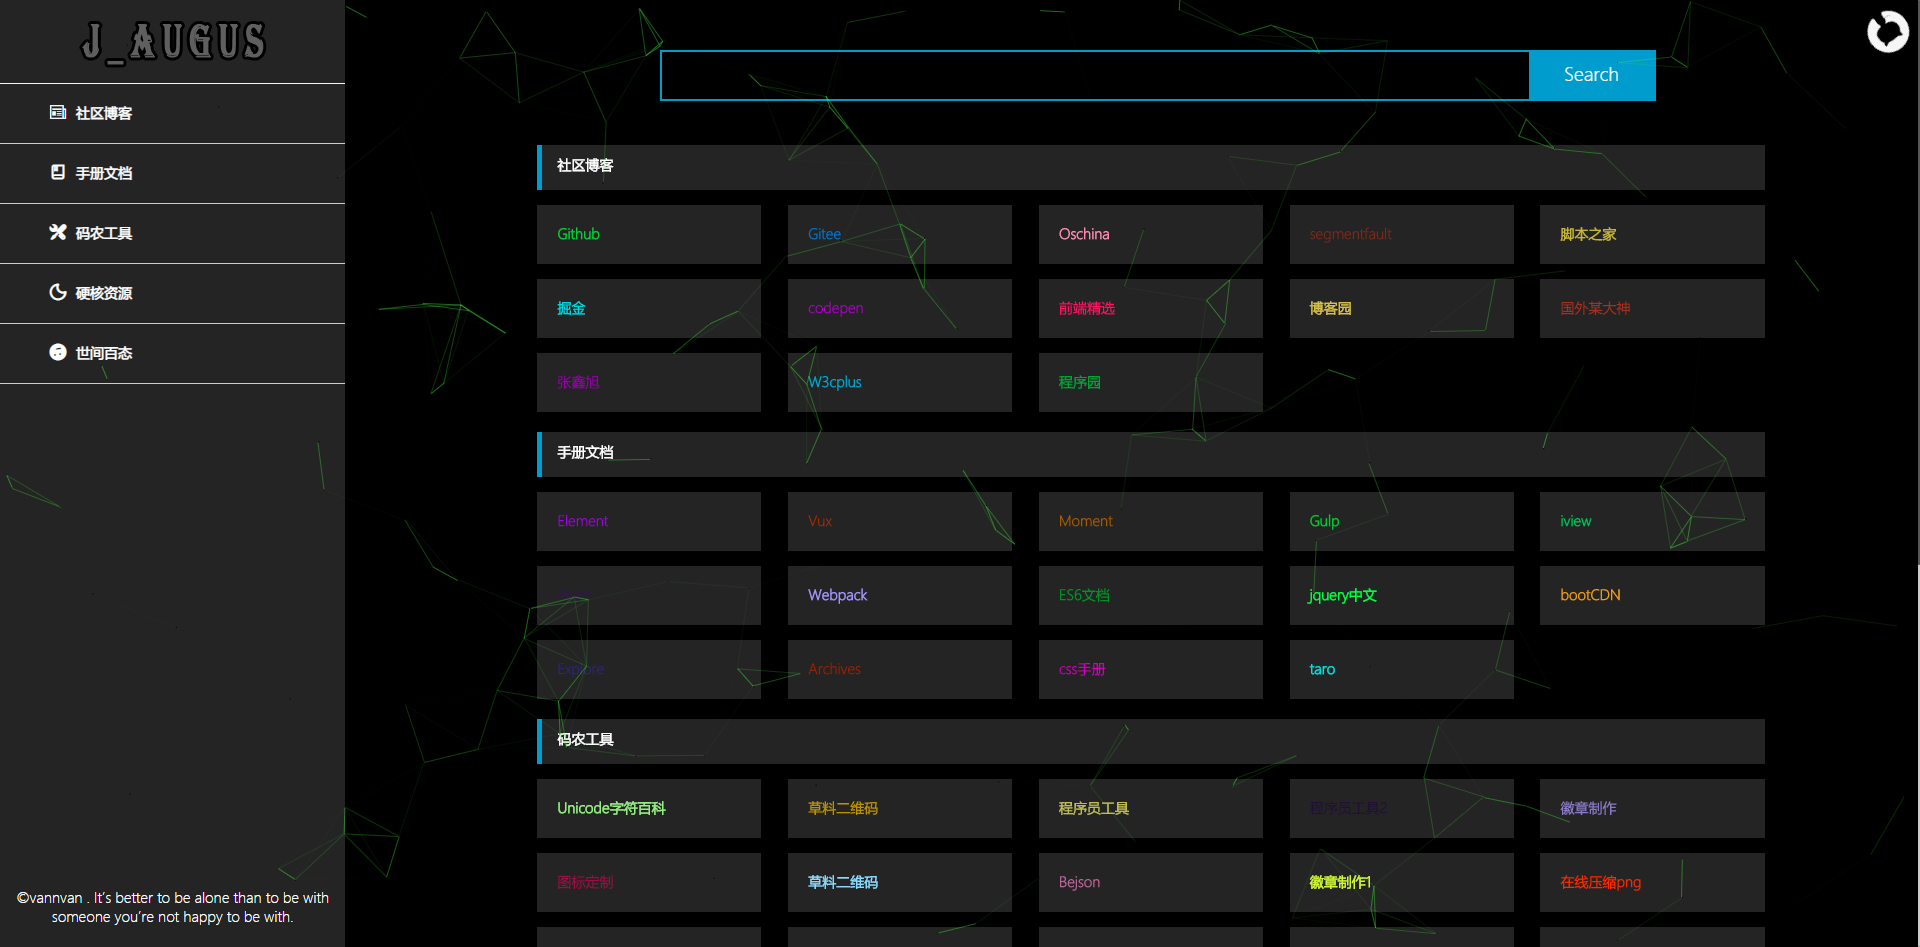 J_AUGUS
社区博客
手册文档
码农工具
硬核资源
世间百态
©vannvan . It's better to be alone than to be with
someone you're not happy to be with.
Search
社区博客
Github
Gitee
Oschina
segmentfault
脚本之家
掘金
codepen
前端精选
博客园
国外某大神
张鑫旭
W3cplus
程序园
手册文档
Element
Vux
Moment
Gulp
iview
Webpack
ES6文档
jquery中文
bootCDN
Explore
Archives
css手册
taro
码农工具
Unicode字符百科
草料二维码
程序员工具
程序员工具2
徽章制作
图标定制
草料二维码
Bejson
徽章制作1
在线压缩png